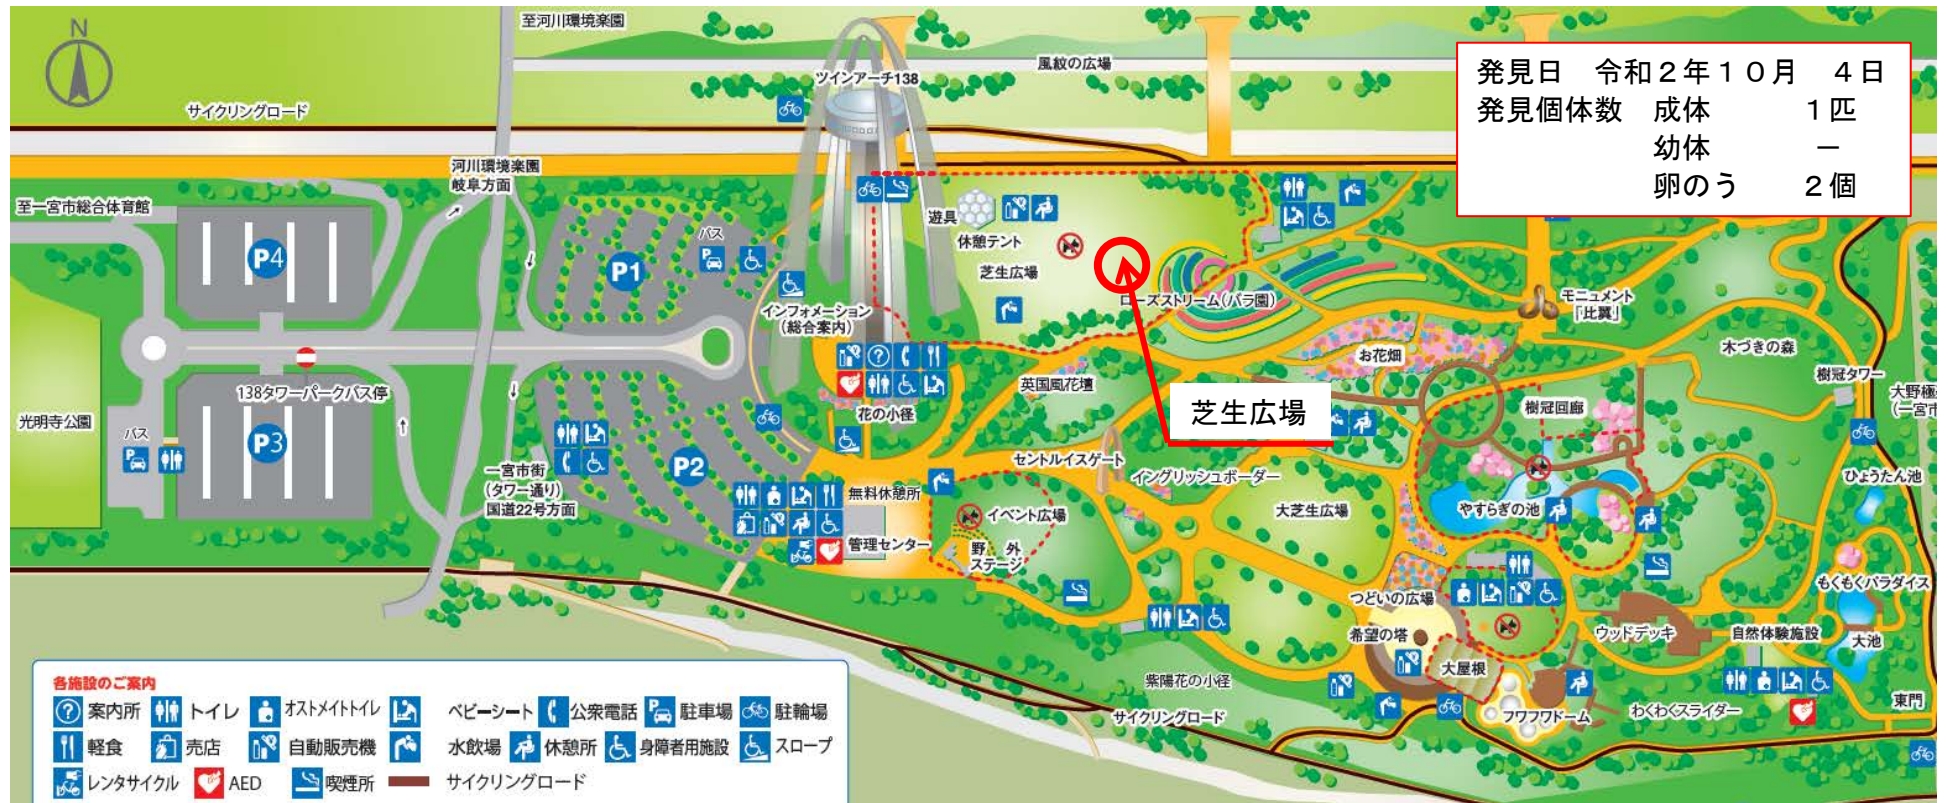 至河川環境楽園
N
風紋の広場
ツインアーチ138
サイクリングロード
発見日　令和２年１０月　４日
発見個体数　成体　１匹
幼体　－
卵のう　２個
河川環境楽園
岐阜方面
至一宮市総合体育館
P4
P1
バス
遊具
休憩テント
芝生広場
インフォメーション
(総合案内)
ローズストリーム(バラ園)
モニュメント
「比翼」
木づきの森
樹冠タワー
お花畑
138タワーパークバス停
英国風花壇
花の小径
芝生広場
樹冠回廊
大野極
(一宮市
光明寺公園
バス
P3
P2
一宮市街
(タワー通り)
国道22号方面
無料休憩所
管理センター
セントルイスゲート
イングリッシュボーダー
イベント広場
野外
ステージ
大芝生広場
やすらぎの池
ひょうたん池
もくもくパラダイス
つどいの広場
希望の塔
大屋根
ウッドデッキ
自然体験施設
大池
紫陽花の小径
サイクリングロード
フワフワドーム
わくわくスライダー
東門
各施設のご案内
案内所 トイレ オストメイトトイレ ベビーシート 公衆電話 駐車場 駐輪場
軽食 売店 自動販売機 水飲場 休憩所 身障者用施設 スロープ
レンタサイクル AED 喫煙所 サイクリングロード